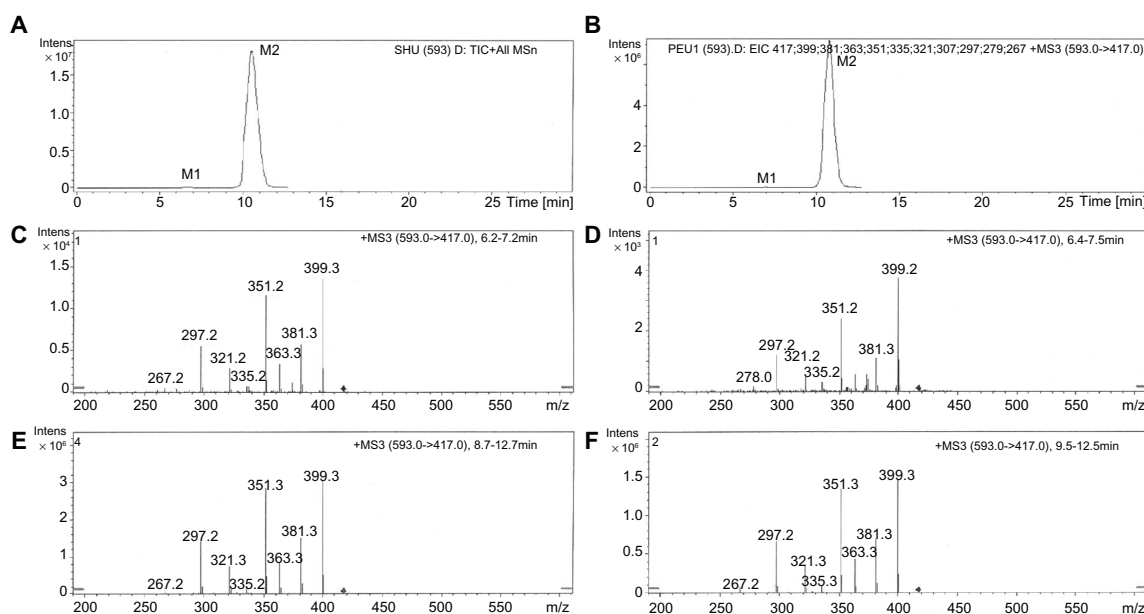 A
Intens
× 10⁷
SHU (593) D: TIC+All MSn
M2
1.5
1.0
0.5
0
M1
0 5 10 15 20 25 Time [min]
B
Intens
× 10⁶
PEU1 (593).D: EIC 417;399;381;363;351;335;321;307;297;279;267 +MS3 (593.0->417.0)
M2
6
4
2
0
M1
0 5 10 15 20 25 Time [min]
C
Intens
× 10⁴
1
+MS3 (593.0->417.0), 6.2-7.2min
1.5
1.0
0.5
0.0
267.2
297.2
321.2
335.2
351.2
363.3
381.3
399.3
200 250 300 350 400 450 500 550 m/z
D
Intens
× 10³
1
+MS3 (593.0->417.0), 6.4-7.5min
4
2
0
278.0
297.2
321.2
335.2
351.2
381.3
399.2
200 250 300 350 400 450 500 550 m/z
E
Intens
× 10⁶
4
+MS3 (593.0->417.0), 8.7-12.7min
3
2
1
0
267.2
297.2
321.3
335.2
351.3
363.3
381.3
399.3
200 250 300 350 400 450 500 550 m/z
F
Intens
× 10⁶
2
+MS3 (593.0->417.0), 9.5-12.5min
1.5
1.0
0.5
0
267.2
297.2
321.3
335.3
351.3
363.3
381.3
399.3
200 250 300 350 400 450 500 550 m/z